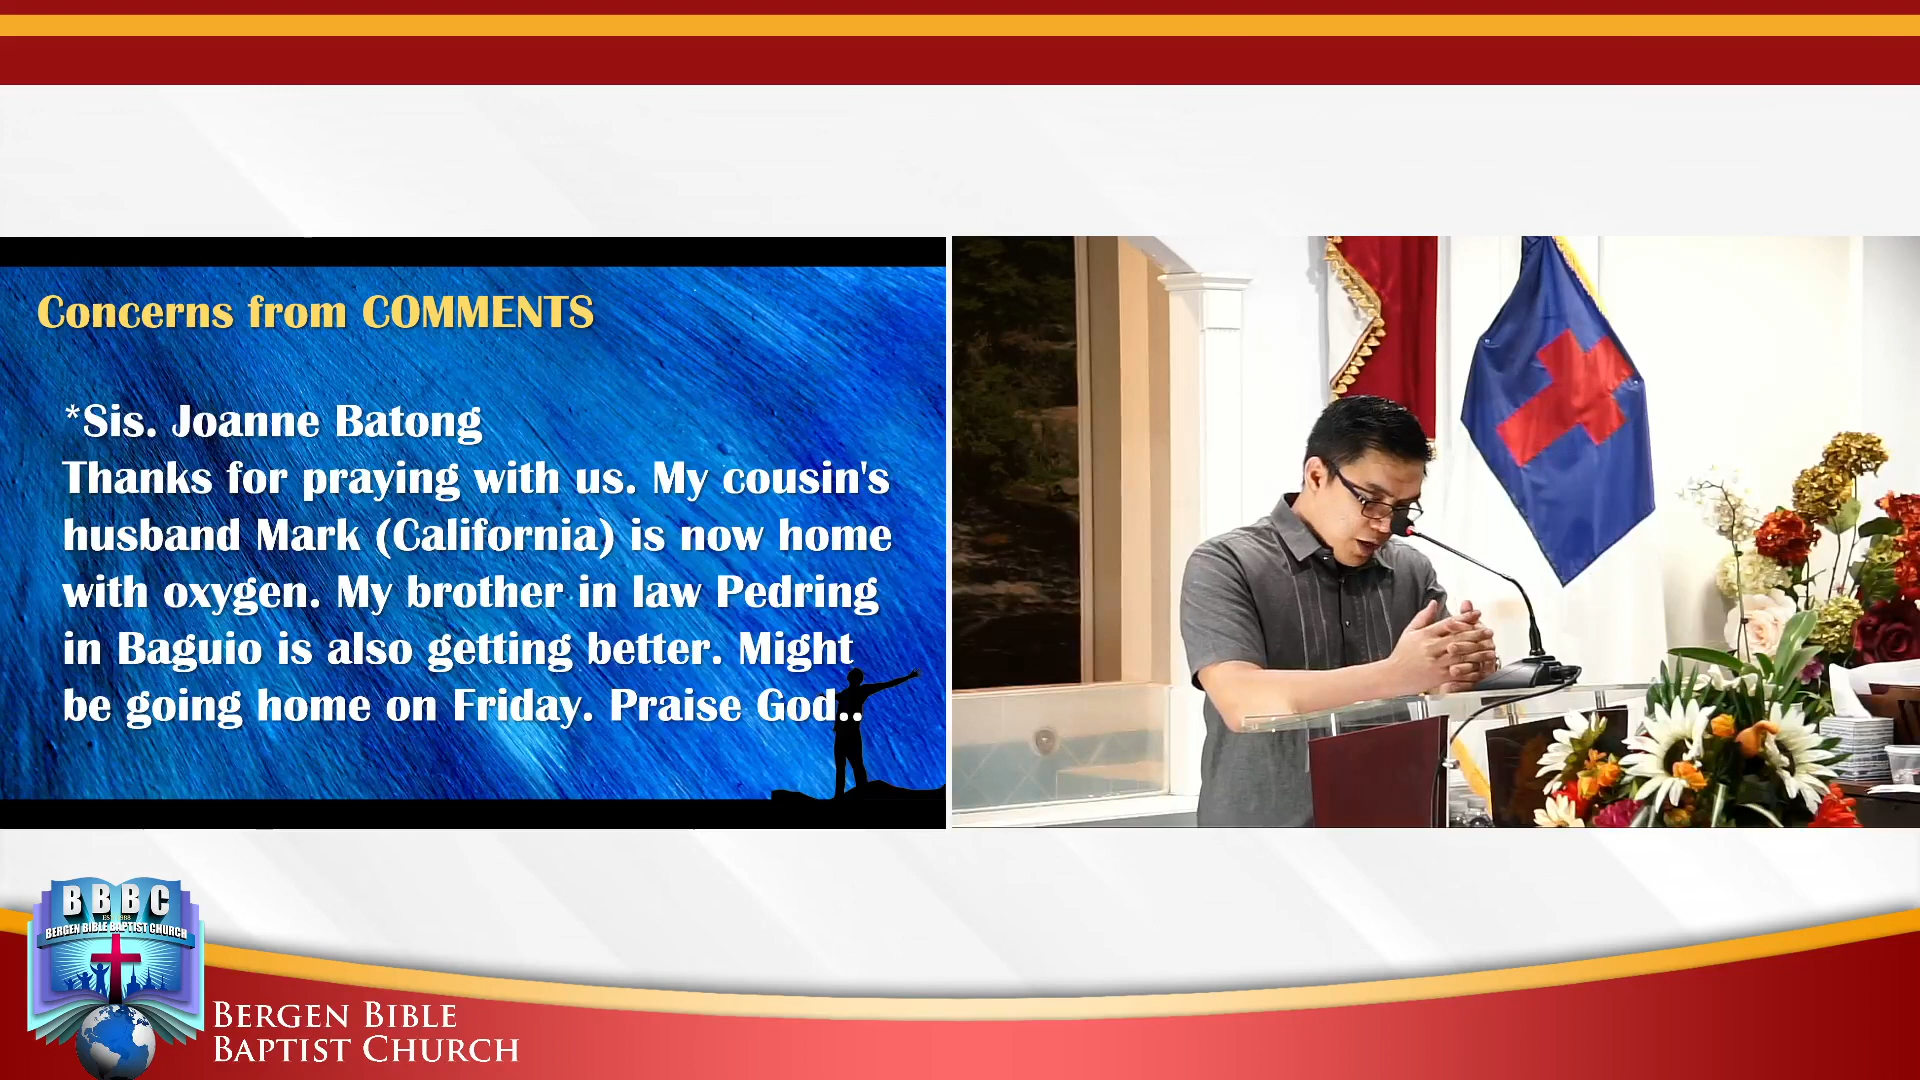 Concerns from COMMENTS
*Sis. Joanne Batong
Thanks for praying with us. My cousin's
husband Mark (California) is now home
with oxygen. My brother in law Pedring
in Baguio is also getting better. Might
be going home on Friday. Praise God..
BBBC
BERGEN BIBLE BAPTIST CHURCH
BERGEN BIBLE
BAPTIST CHURCH